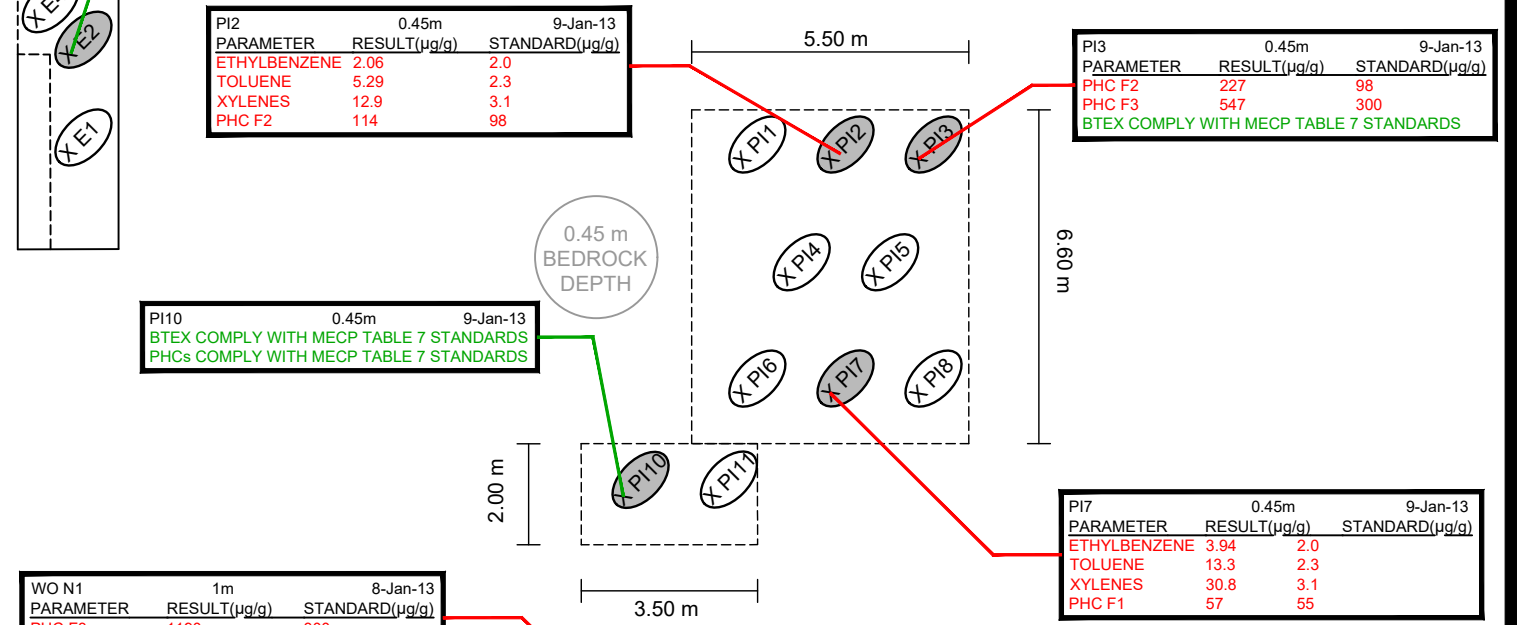 X E2
X E1
PI2 0.45m 9-Jan-13
PARAMETER RESULT(µg/g) STANDARD(µg/g)
ETHYLBENZENE 2.06 2.0
TOLUENE 5.29 2.3
XYLENES 12.9 3.1
PHC F2 114 98
5.50 m
PI3 0.45m 9-Jan-13
PARAMETER RESULT(µg/g) STANDARD(µg/g)
PHC F2 227 98
PHC F3 547 300
BTEX COMPLY WITH MECP TABLE 7 STANDARDS
X PI1
X PI2
X PI3
0.45 m
BEDROCK
DEPTH
X PI4
X PI5
6.60 m
PI10 0.45m 9-Jan-13
BTEX COMPLY WITH MECP TABLE 7 STANDARDS
PHCs COMPLY WITH MECP TABLE 7 STANDARDS
X PI6
X PI7
X PI8
2.00 m
X PI10
X PI11
3.50 m
PI7 0.45m 9-Jan-13
PARAMETER RESULT(µg/g) STANDARD(µg/g)
ETHYLBENZENE 3.94 2.0
TOLUENE 13.3 2.3
XYLENES 30.8 3.1
PHC F1 57 55
WO N1 1m 8-Jan-13
PARAMETER RESULT(µg/g) STANDARD(µg/g)